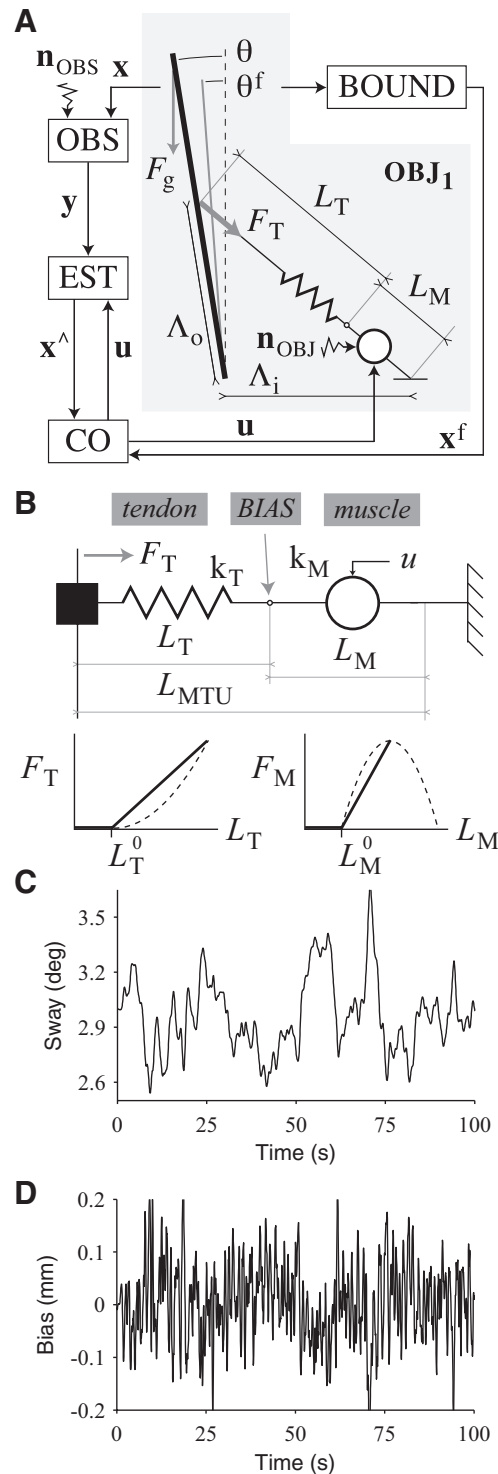 A
n_OBS
x
θ
θ^f
BOUND
OBS
F_g
OBJ_1
L_T
F_T
y
L_M
EST
n_OBJ
Λ_o
x^
u
Λ_i
CO
u
x^f
B
tendon
BIAS
muscle
F_T
k_T
k_M
u
L_T
L_M
L_MTU
F_T
F_M
L_T
L_M
L_T^0
L_M^0
C
Sway (deg)
3.5
3.2
2.9
2.6
0 25 50 75 100
Time (s)
D
Bias (mm)
0.2
0.1
0
-0.1
-0.2
0 25 50 75 100
Time (s)